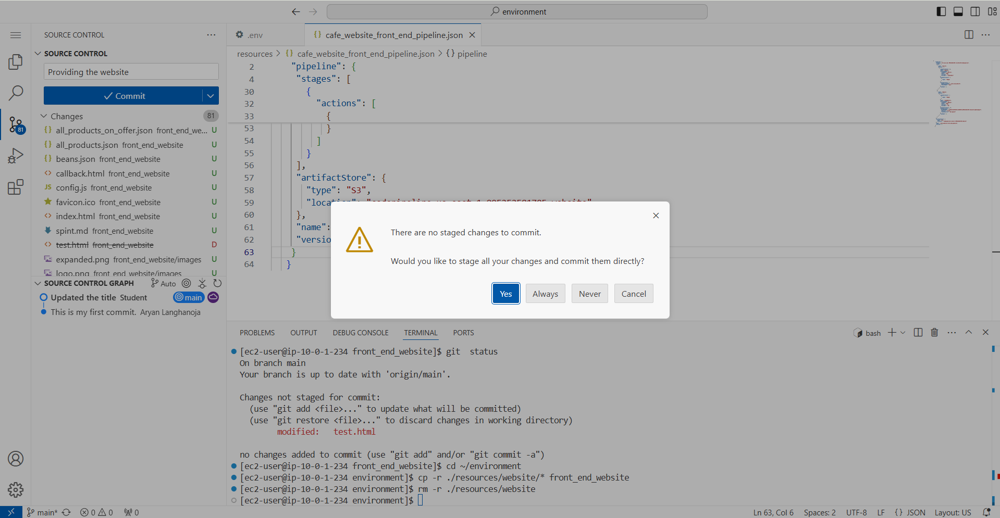 environment
SOURCE CONTROL
SOURCE CONTROL
Providing the website
Commit
Changes 81
all_products_on_offer.json front_end_we... U
all_products.json front_end_website U
beans.json front_end_website U
callback.html front_end_website U
JS config.js front_end_website U
favicon.ico front_end_website U
index.html front_end_website U
spint.md front_end_website U
test.html front_end_website D
expanded.png front_end_website/images U
logo.png front_end_website/images U
81
SOURCE CONTROL GRAPH Auto
Updated the title Student main
This is my first commit. Aryan Langhanoja
.env
{} cafe_website_front_end_pipeline.json
resources > {} cafe_website_front_end_pipeline.json > {} pipeline
2 "pipeline": {
4 "stages": [
30 {
32 "actions": [
33 {
53 }
54 ]
55 }
56 ],
57 "artifactStore": {
58 "type": "S3",
59 "loca
60 },
61 "name":
62 "versio
63 }
64 }
There are no staged changes to commit.
Would you like to stage all your changes and commit them directly?
Yes Always Never Cancel
PROBLEMS OUTPUT DEBUG CONSOLE TERMINAL PORTS
bash
[ec2-user@ip-10-0-1-234 front_end_website]$ git  status
On branch main
Your branch is up to date with 'origin/main'.
Changes not staged for commit:
(use "git add <file>..." to update what will be committed)
(use "git restore <file>..." to discard changes in working directory)
modified:   test.html
no changes added to commit (use "git add" and/or "git commit -a")
[ec2-user@ip-10-0-1-234 front_end_website]$ cd ~/environment
[ec2-user@ip-10-0-1-234 environment]$ cp -r ./resources/website/* front_end_website
[ec2-user@ip-10-0-1-234 environment]$ rm -r ./resources/website
[ec2-user@ip-10-0-1-234 environment]$
main* 0 0 0
Ln 63, Col 6 Spaces: 2 UTF-8 LF {} JSON Layout: US